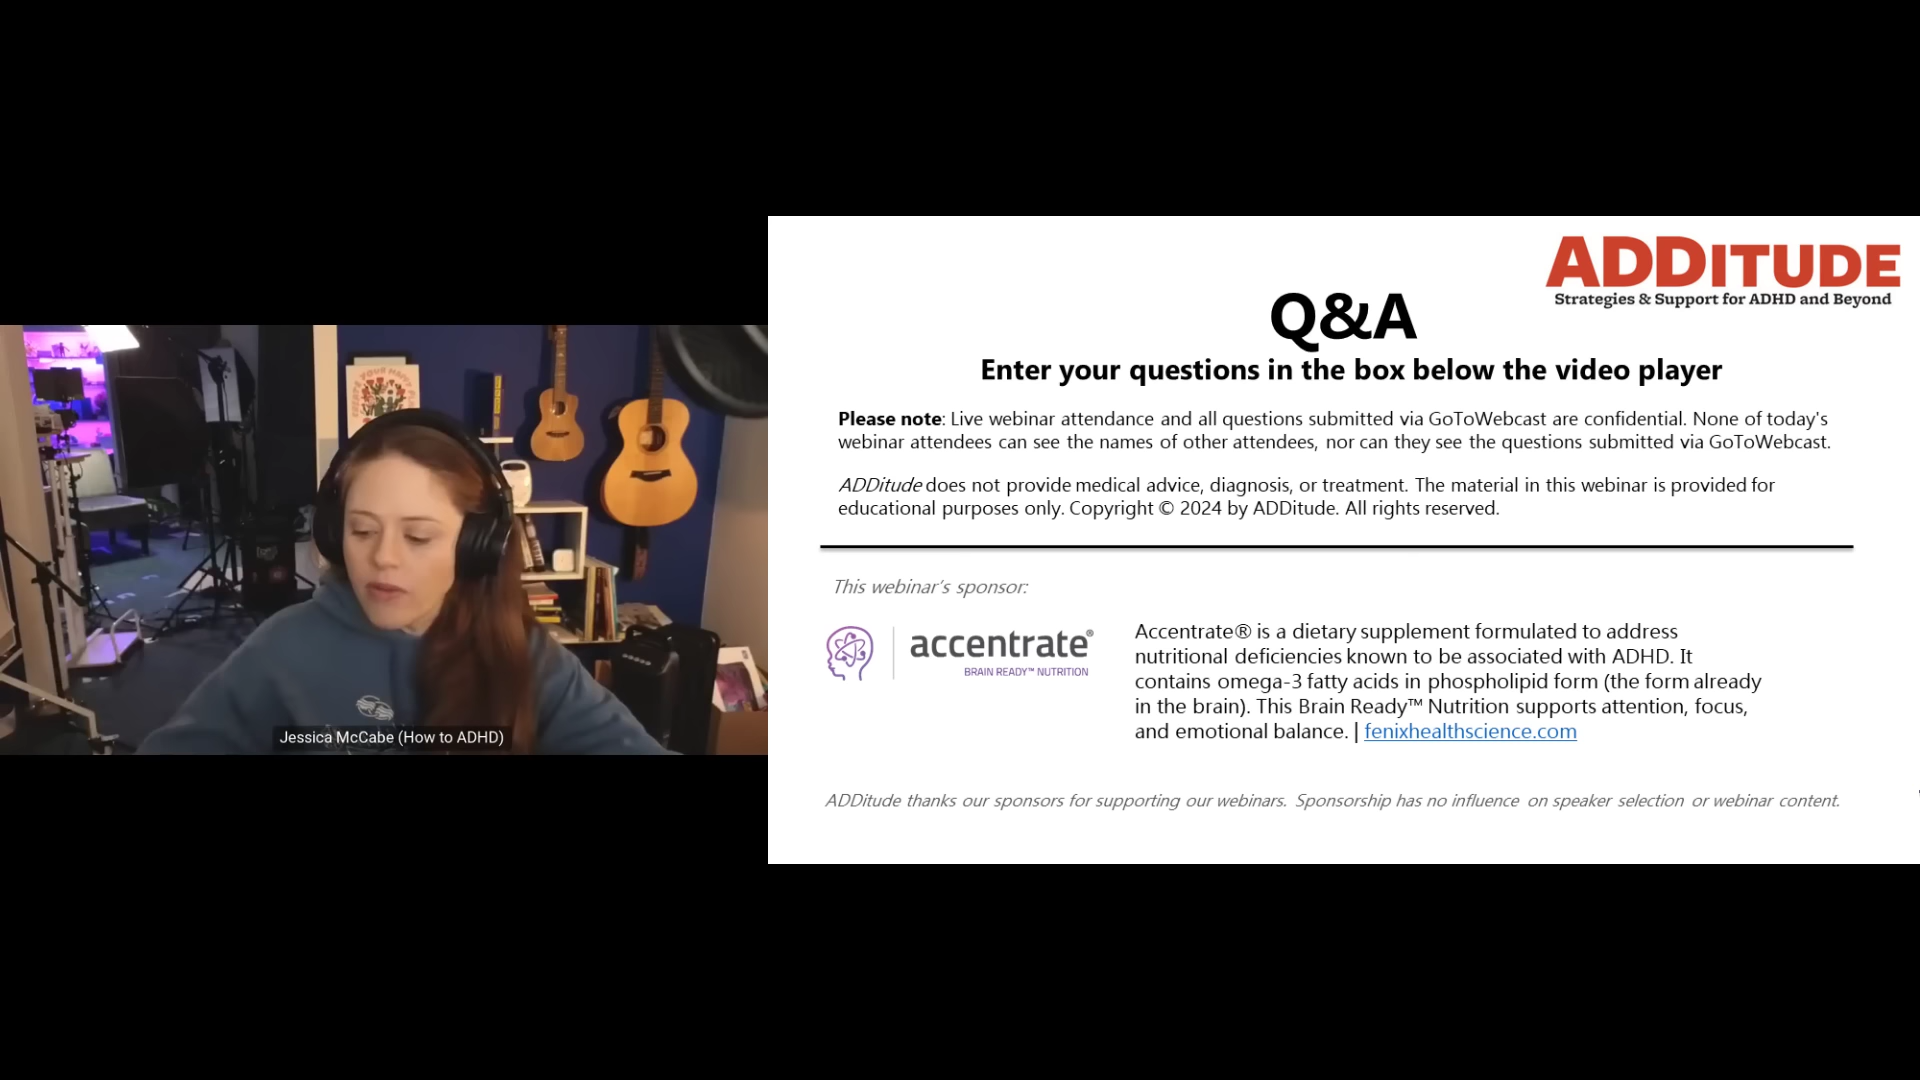 ADDITUDE
Strategies & Support for ADHD and Beyond
Q&A
Enter your questions in the box below the video player
Please note: Live webinar attendance and all questions submitted via GoToWebcast are confidential. None of today's
webinar attendees can see the names of other attendees, nor can they see the questions submitted via GoToWebcast.
ADDitude does not provide medical advice, diagnosis, or treatment. The material in this webinar is provided for
educational purposes only. Copyright © 2024 by ADDitude. All rights reserved.
This webinar's sponsor:
accentrate®
BRAIN READY™ NUTRITION
Accentrate® is a dietary supplement formulated to address
nutritional deficiencies known to be associated with ADHD. It
contains omega-3 fatty acids in phospholipid form (the form already
in the brain). This Brain Ready™ Nutrition supports attention, focus,
and emotional balance. | fenixhealthscience.com
ADDitude thanks our sponsors for supporting our webinars. Sponsorship has no influence on speaker selection or webinar content.
YOUR HAPPY
Jessica McCabe (How to ADHD)